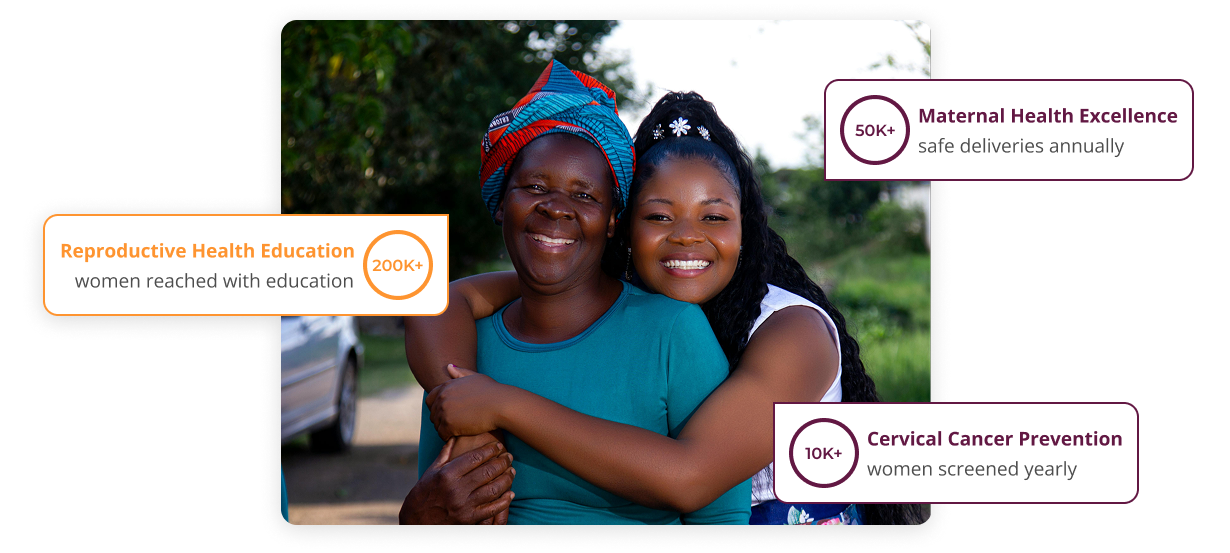 50K+
Maternal Health Excellence
safe deliveries annually
Reproductive Health Education
women reached with education
200K+
10K+
Cervical Cancer Prevention
women screened yearly